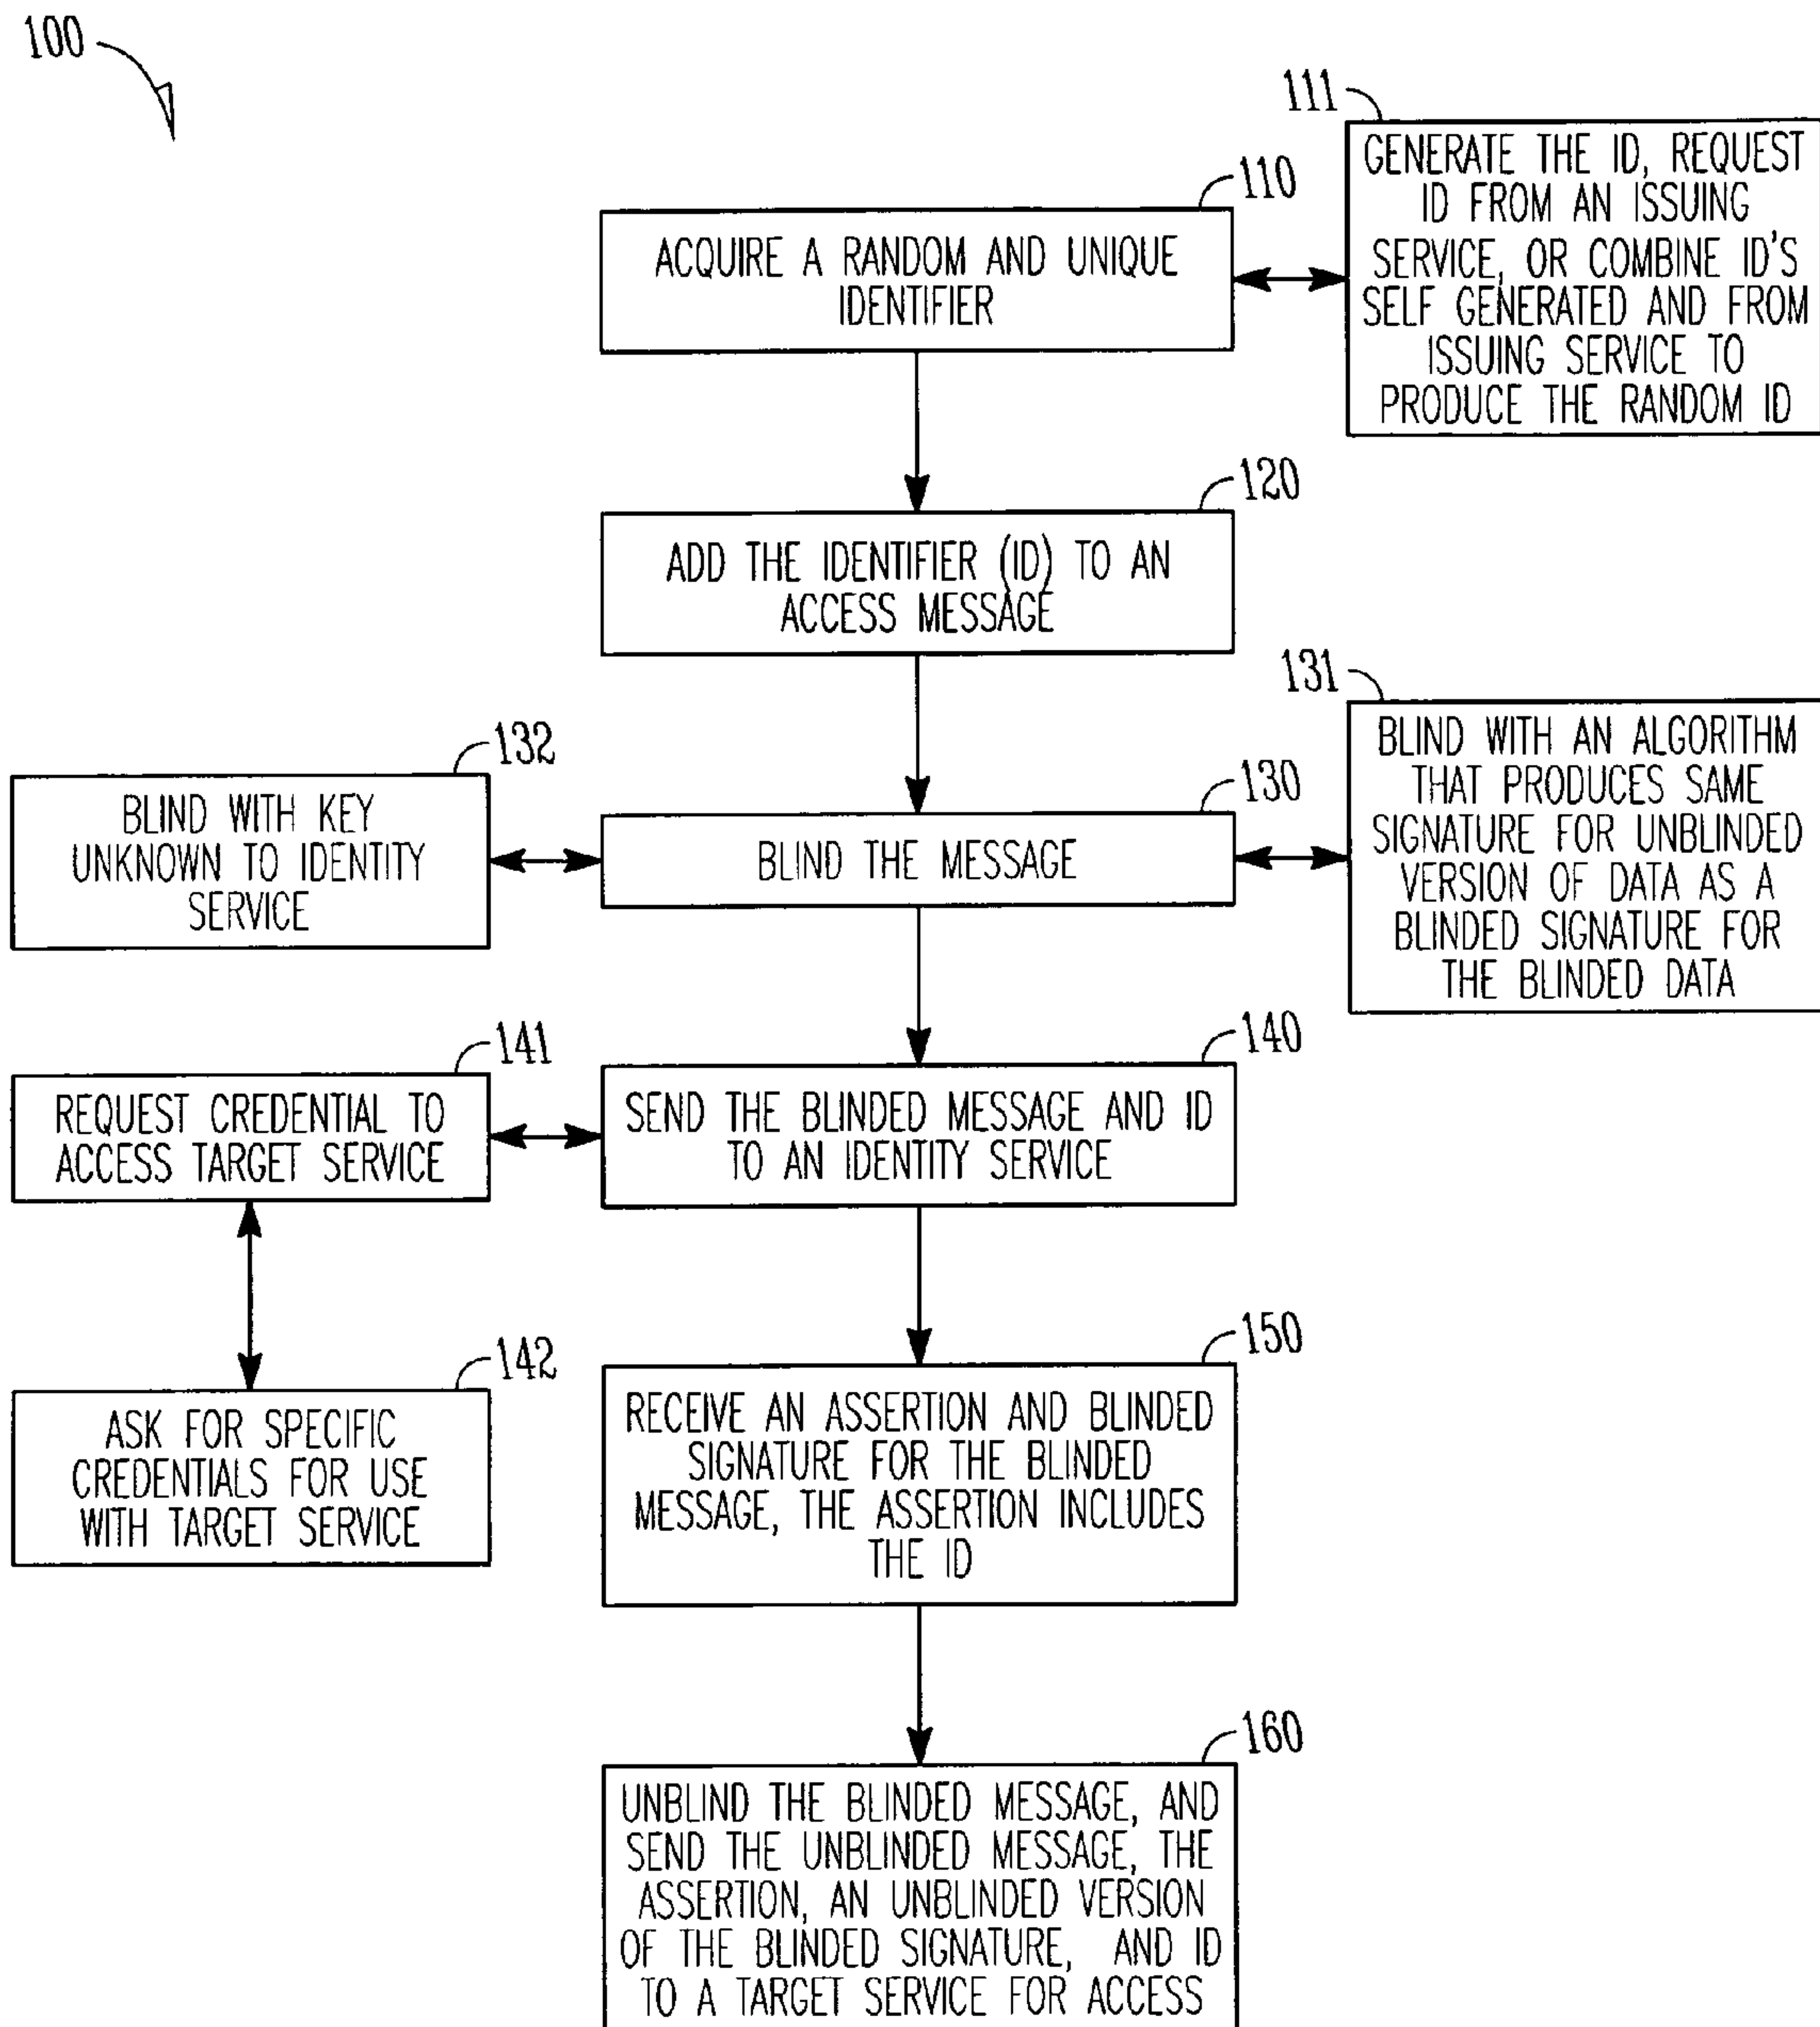 100
111
GENERATE THE ID, REQUEST
ID FROM AN ISSUING
SERVICE, OR COMBINE ID'S
SELF GENERATED AND FROM
ISSUING SERVICE TO
PRODUCE THE RANDOM ID
110
ACQUIRE A RANDOM AND UNIQUE
IDENTIFIER
120
ADD THE IDENTIFIER (ID) TO AN
ACCESS MESSAGE
131
BLIND WITH AN ALGORITHM
THAT PRODUCES SAME
SIGNATURE FOR UNBLINDED
VERSION OF DATA AS A
BLINDED SIGNATURE FOR
THE BLINDED DATA
132
BLIND WITH KEY
UNKNOWN TO IDENTITY
SERVICE
130
BLIND THE MESSAGE
141
REQUEST CREDENTIAL TO
ACCESS TARGET SERVICE
140
SEND THE BLINDED MESSAGE AND ID
TO AN IDENTITY SERVICE
142
ASK FOR SPECIFIC
CREDENTIALS FOR USE
WITH TARGET SERVICE
150
RECEIVE AN ASSERTION AND BLINDED
SIGNATURE FOR THE BLINDED
MESSAGE, THE ASSERTION INCLUDES
THE ID
160
UNBLIND THE BLINDED MESSAGE, AND
SEND THE UNBLINDED MESSAGE, THE
ASSERTION, AN UNBLINDED VERSION
OF THE BLINDED SIGNATURE, AND ID
TO A TARGET SERVICE FOR ACCESS